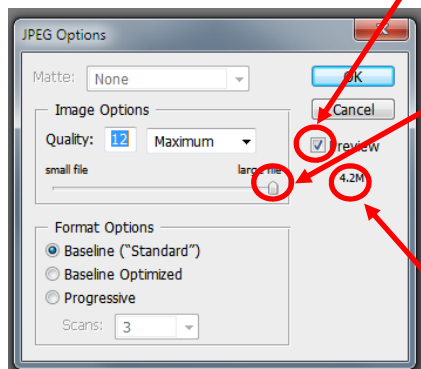 JPEG Options
Matte: None
OK
Image Options
Cancel
Quality: 12 Maximum
Preview
small file large file
4.2M
Format Options
Baseline ("Standard")
Baseline Optimized
Progressive
Scans: 3